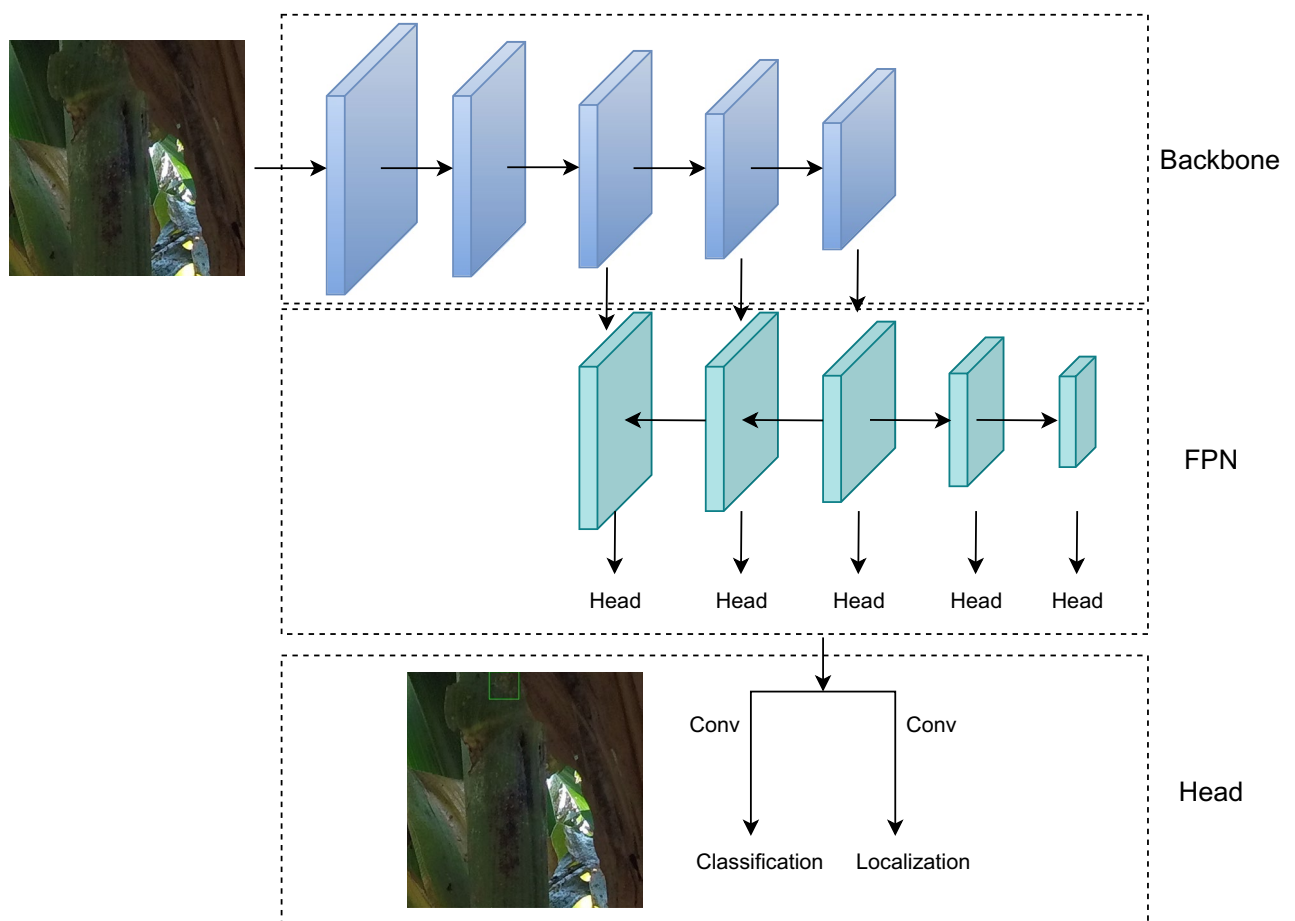 Backbone
FPN
Head Head Head Head Head
Conv Conv
Head
Classification Localization